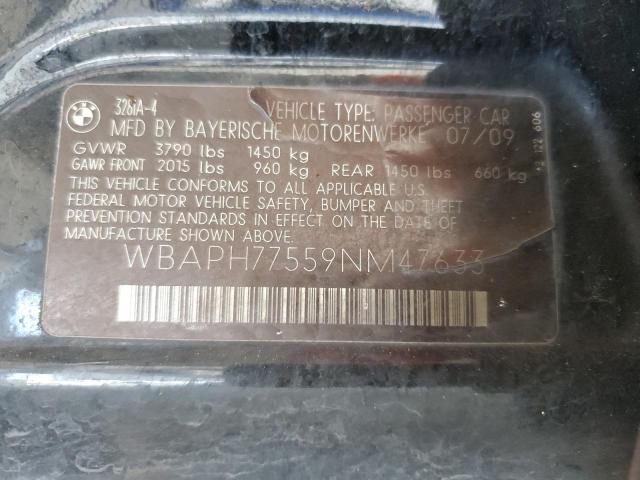 BMW
328iA-4 VEHICLE TYPE: PASSENGER CAR
MFD BY BAYERISCHE MOTORENWERKE 07/09
GVWR 3790 lbs 1450 kg
GAWR FRONT 2015 lbs 960 kg REAR 1450 lbs 660 kg
THIS VEHICLE CONFORMS TO ALL APPLICABLE U.S.
FEDERAL MOTOR VEHICLE SAFETY, BUMPER AND THEFT
PREVENTION STANDARDS IN EFFECT ON THE DATE OF
MANUFACTURE SHOWN ABOVE.
WBAPH77559NM47633